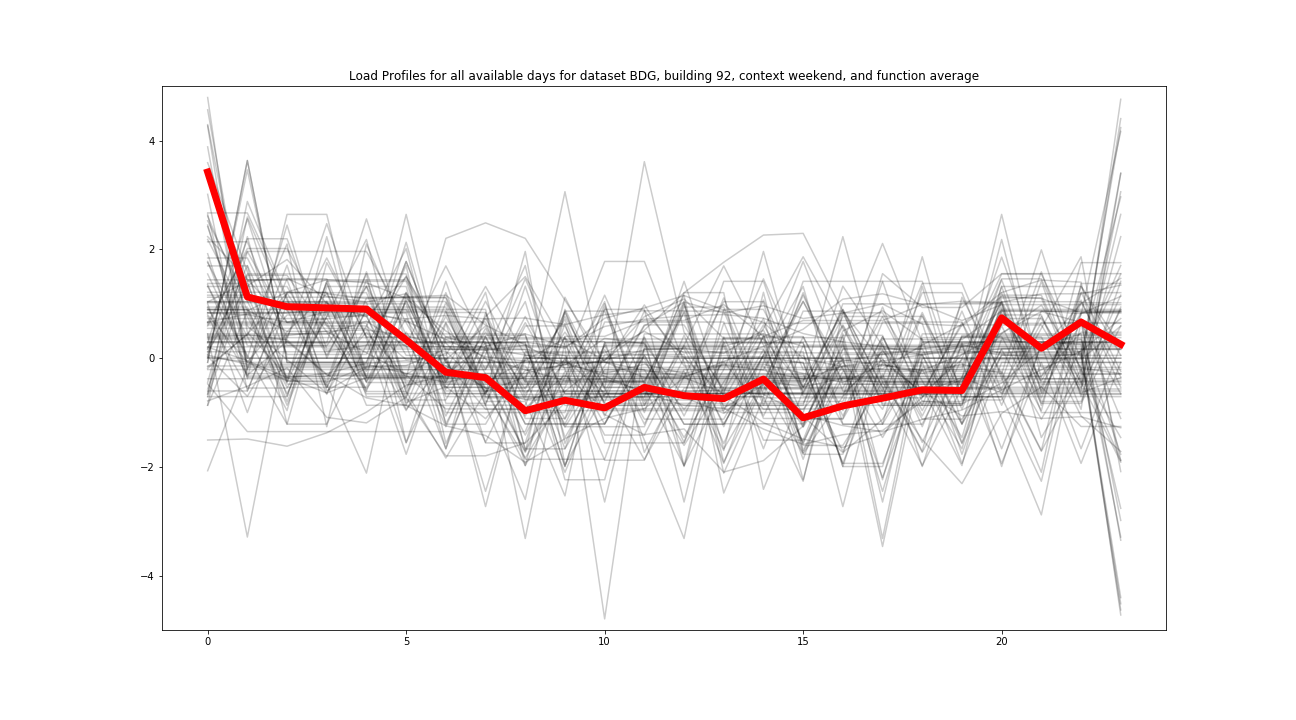 Load Profiles for all available days for dataset BDG, building 92, context weekend, and function average
4
2
0
−2
−4
0 5 10 15 20